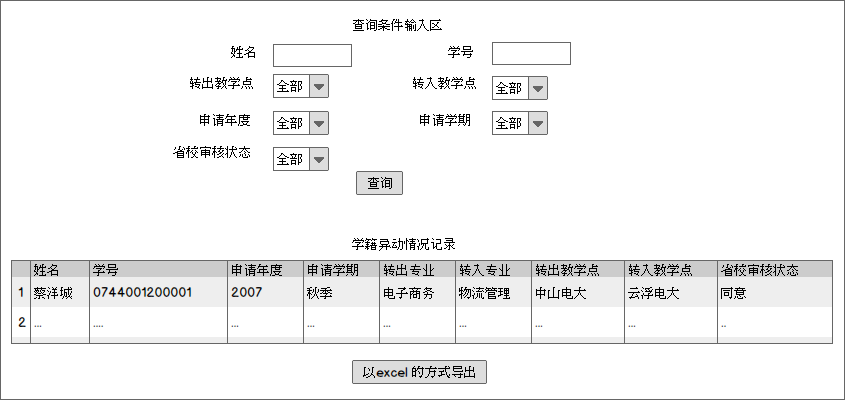 查询条件输入区
姓名 学号
转出教学点 全部 转入教学点 全部
申请年度 全部 申请学期 全部
省校审核状态 全部
查询
学籍异动情况记录
姓名 学号 申请年度 申请学期 转出专业 转入专业 转出教学点 转入教学点 省校审核状态
1 蔡洋城 0744001200001 2007 秋季 电子商务 物流管理 中山电大 云浮电大 同意
2 ... .... ... ... ... ... ... ... ..
以excel 的方式导出